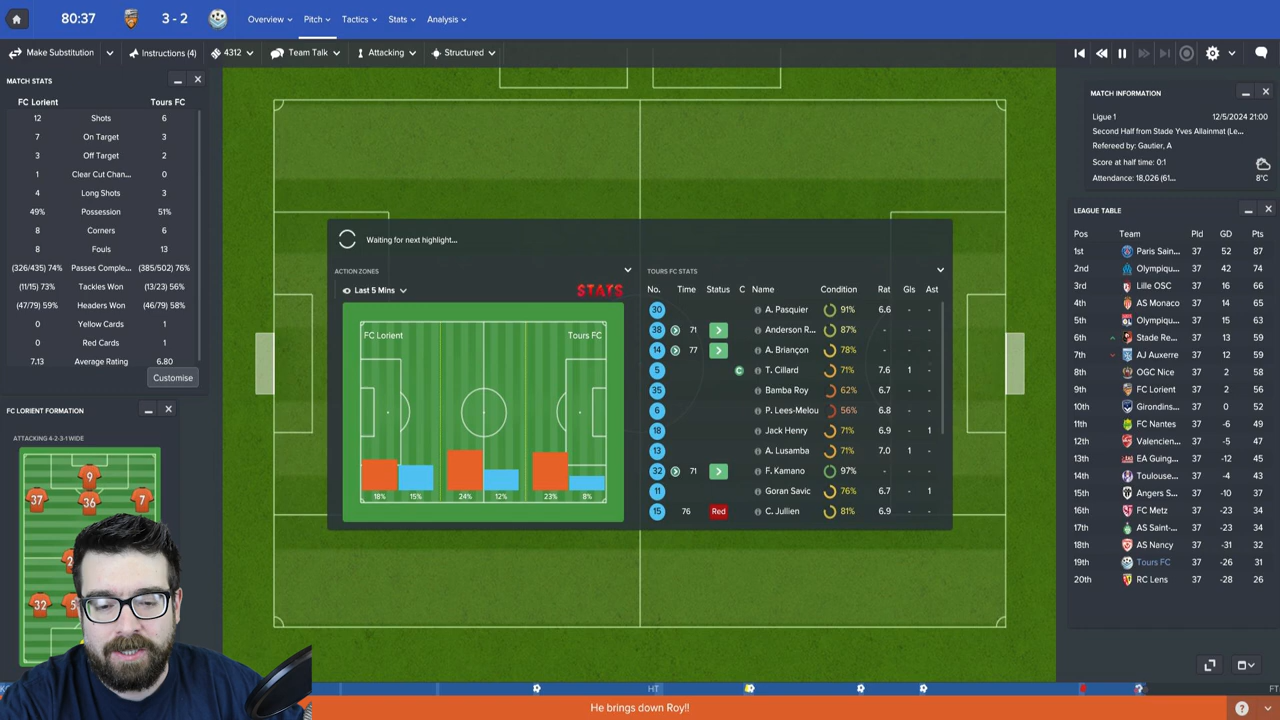 80:37 3 - 2 Overview Pitch Tactics Stats Analysis
Make Substitution Instructions (4) 4312 Team Talk Attacking Structured
MATCH STATS
FC Lorient Tours FC
12 Shots 6
7 On Target 3
3 Off Target 2
1 Clear Cut Chan... 0
4 Long Shots 3
49% Possession 51%
8 Corners 6
8 Fouls 13
(326/435) 74% Passes Comple... (385/502) 76%
(11/15) 73% Tackles Won (13/23) 56%
(47/79) 59% Headers Won (46/79) 58%
0 Yellow Cards 1
0 Red Cards 1
7.13 Average Rating 6.80
Customise
FC LORIENT FORMATION
ATTACKING 4-2-3-1 WIDE
9
37 36 7
32
Waiting for next highlight...
ACTION ZONES
Last 5 Mins
STATS
FC Lorient Tours FC
18% 15% 24% 12% 23% 8%
TOURS FC STATS
No. Time Status C Name Condition Rat Gls Ast
30 A. Pasquier 91% 6.6 - -
38 71 Anderson R... 87% - - -
14 77 A. Briançon 78% - - -
5 C T. Cillard 71% 7.6 1 -
35 Bamba Roy 62% 6.7 - -
6 P. Lees-Melou 56% 6.8 - -
18 Jack Henry 71% 6.9 - 1
13 A. Lusamba 71% 7.0 1 -
32 71 F. Kamano 97% - - -
11 Goran Savic 76% 6.7 - 1
15 76 Red C. Jullien 81% 6.9 - -
MATCH INFORMATION
Ligue 1 12/5/2024 21:00
Second Half from Stade Yves Allainmat (Le...
Refereed by: Gautier, A
Score at half time: 0:1
Attendance: 18,026 (61... 8°C
LEAGUE TABLE
Pos Team Pld GD Pts
1st Paris Sain... 37 52 87
2nd Olympiqu... 37 42 74
3rd Lille OSC 37 16 66
4th AS Monaco 37 14 65
5th Olympiqu... 37 15 63
6th Stade Re... 37 13 59
7th AJ Auxerre 37 12 59
8th OGC Nice 37 2 58
9th FC Lorient 37 2 56
10th Girondins... 37 0 52
11th FC Nantes 37 -6 49
12th Valencien... 37 -5 47
13th EA Guing... 37 -12 45
14th Toulouse... 37 -4 43
15th Angers S... 37 -10 37
16th FC Metz 37 -23 34
17th AS Saint-... 37 -23 34
18th AS Nancy 37 -31 32
19th Tours FC 37 -26 31
20th RC Lens 37 -28 26
HT FT
He brings down Roy!!